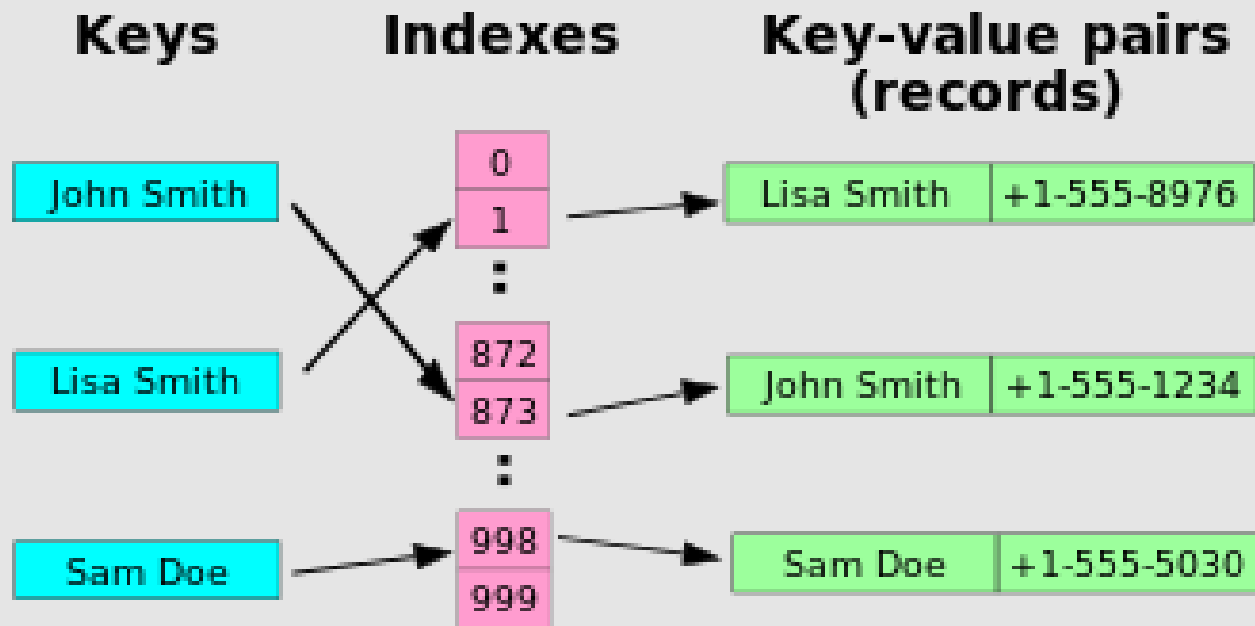 Keys
Indexes
Key-value pairs
(records)
John Smith
Lisa Smith
Sam Doe
0
1
:
872
873
:
998
999
Lisa Smith +1-555-8976
John Smith +1-555-1234
Sam Doe +1-555-5030